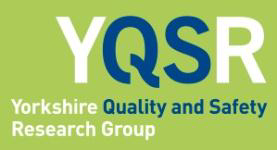 YQSR
Yorkshire Quality and Safety
Research Group